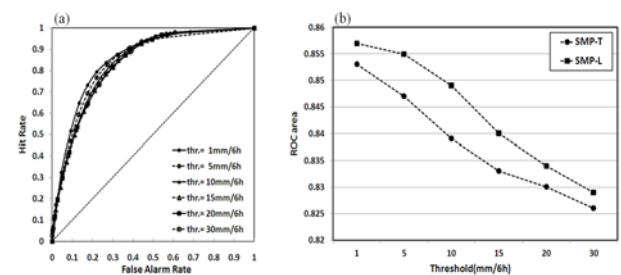 (a)
Hit Rate
1
0.9
0.8
0.7
0.6
0.5
0.4
0.3
0.2
0.1
0
thr.= 1mm/6h
thr.= 5mm/6h
thr.= 10mm/6h
thr.= 15mm/6h
thr.= 20mm/6h
thr.= 30mm/6h
0 0.1 0.2 0.3 0.4 0.5 0.6 0.7 0.8 0.9 1
False Alarm Rate
(b)
ROC area
0.86
0.855
0.85
0.845
0.84
0.835
0.83
0.825
0.82
SMP-T
SMP-L
1 5 10 15 20 30
Threshold(mm/6h)